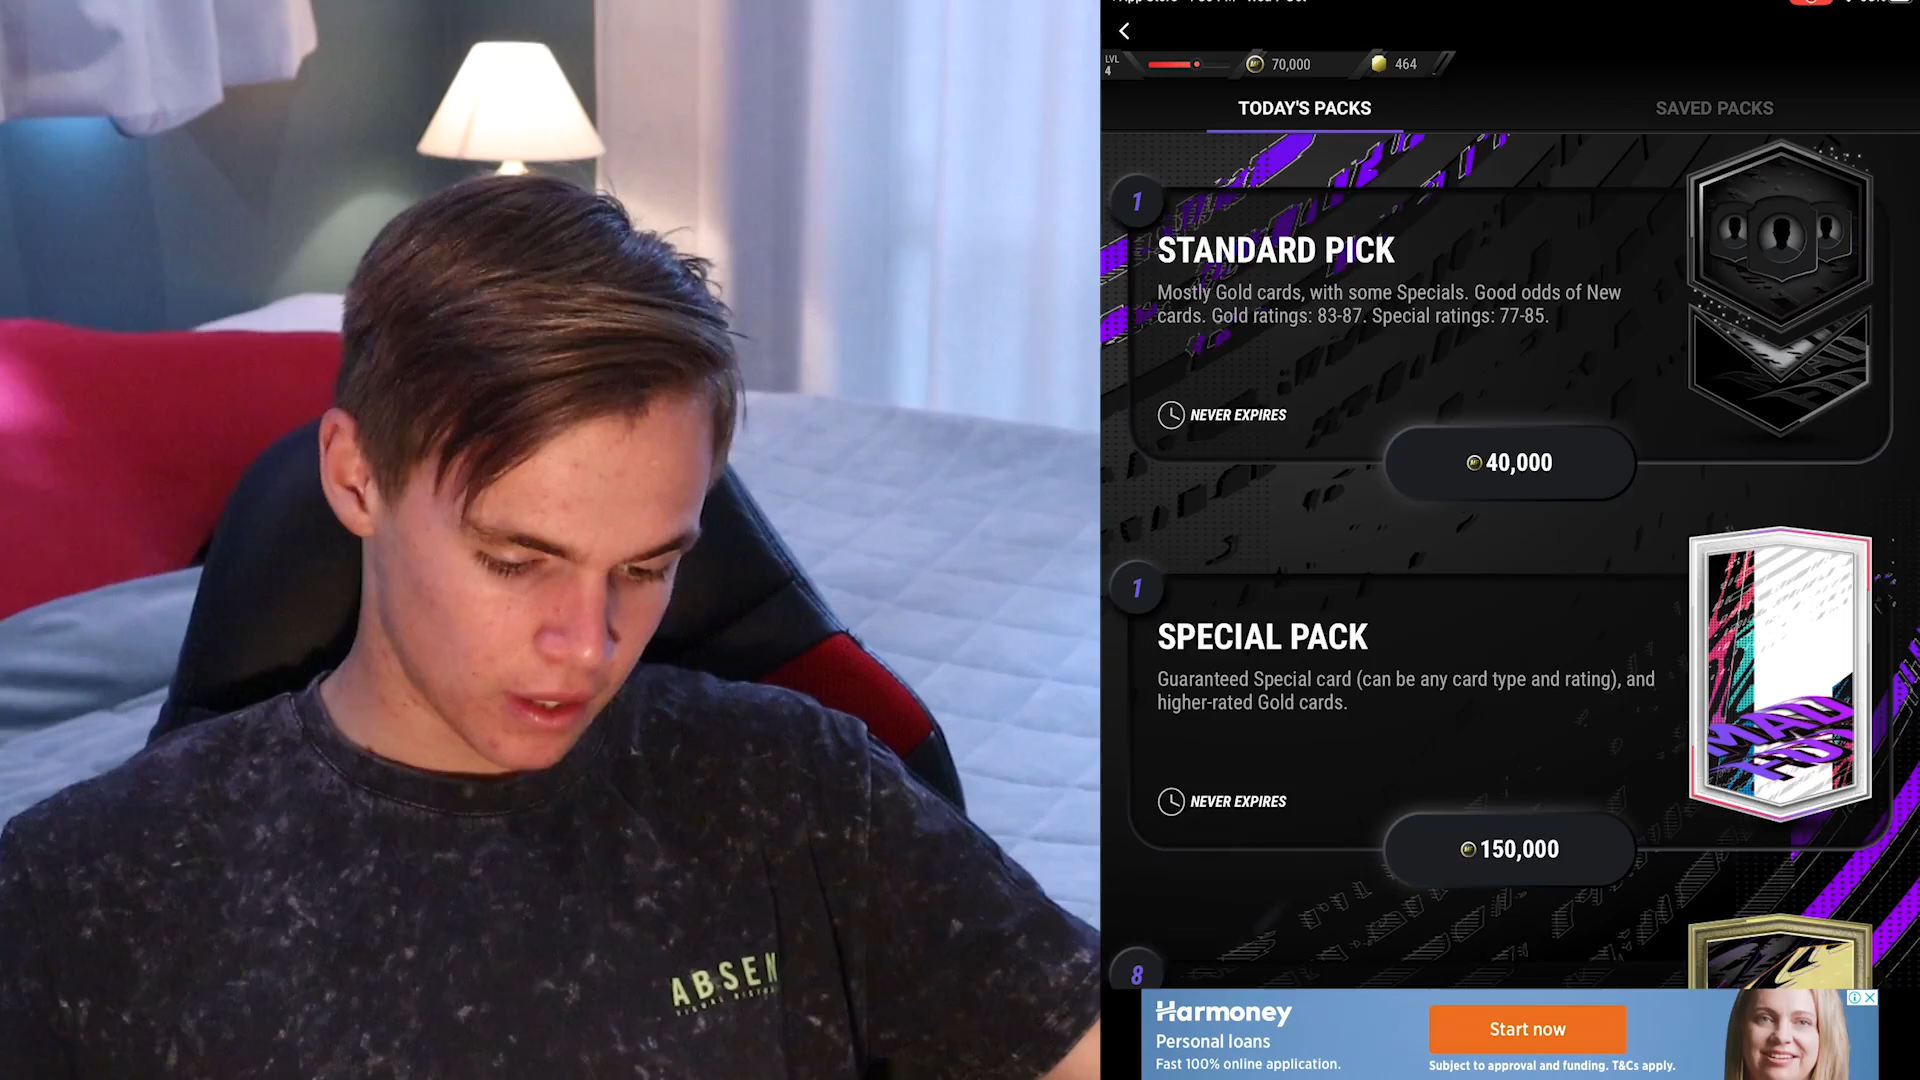 LVL
4
70,000
464
TODAY'S PACKS
SAVED PACKS
1
STANDARD PICK
Mostly Gold cards, with some Specials. Good odds of New
cards. Gold ratings: 83-87. Special ratings: 77-85.
NEVER EXPIRES
40,000
1
SPECIAL PACK
Guaranteed Special card (can be any card type and rating), and
higher-rated Gold cards.
NEVER EXPIRES
150,000
MAD
FUT
8
ABSEN
Harmoney
Personal loans
Fast 100% online application.
Start now
Subject to approval and funding. T&Cs apply.